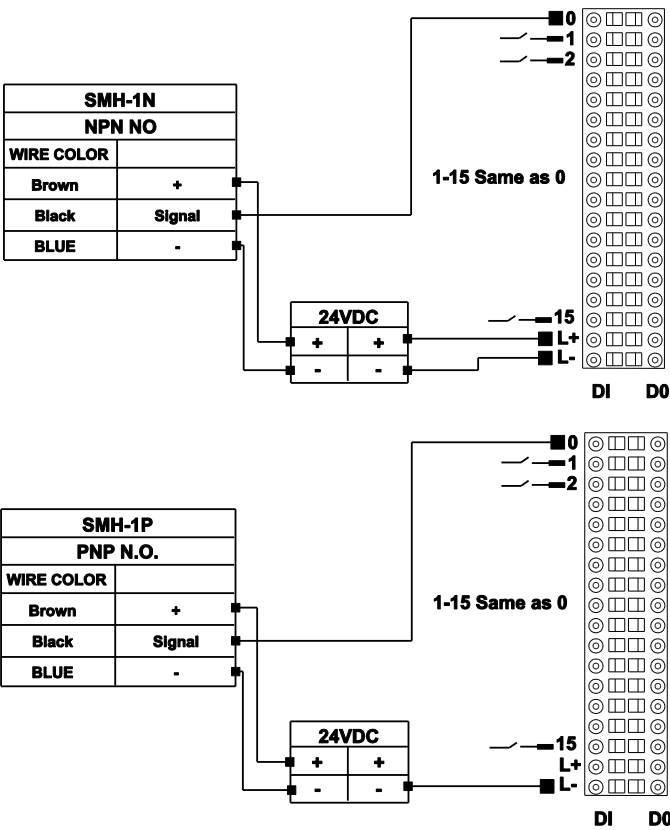 0
1
2
SMH-1N
NPN NO
WIRE COLOR
Brown +
Black Signal
BLUE -
1-15 Same as 0
24VDC
+ +
- -
15
L+
L-
DI D0
0
1
2
SMH-1P
PNP N.O.
WIRE COLOR
Brown +
Black Signal
BLUE -
1-15 Same as 0
24VDC
+ +
- -
15
L+
L-
DI D0